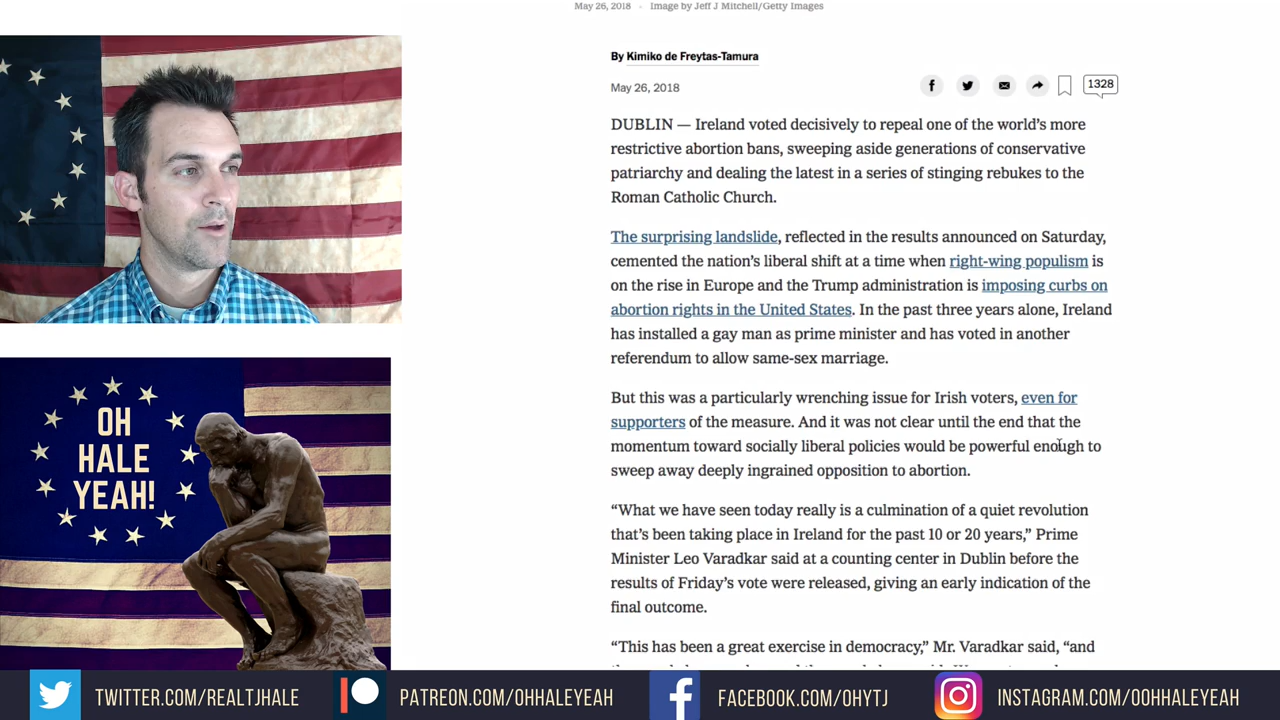 May 26, 2018 • Image by Jeff J Mitchell/Getty Images
By Kimiko de Freytas-Tamura
May 26, 2018
1328
DUBLIN — Ireland voted decisively to repeal one of the world's more
restrictive abortion bans, sweeping aside generations of conservative
patriarchy and dealing the latest in a series of stinging rebukes to the
Roman Catholic Church.
The surprising landslide, reflected in the results announced on Saturday,
cemented the nation's liberal shift at a time when right-wing populism is
on the rise in Europe and the Trump administration is imposing curbs on
abortion rights in the United States. In the past three years alone, Ireland
has installed a gay man as prime minister and has voted in another
referendum to allow same-sex marriage.
But this was a particularly wrenching issue for Irish voters, even for
supporters of the measure. And it was not clear until the end that the
momentum toward socially liberal policies would be powerful enough to
sweep away deeply ingrained opposition to abortion.
“What we have seen today really is a culmination of a quiet revolution
that's been taking place in Ireland for the past 10 or 20 years,” Prime
Minister Leo Varadkar said at a counting center in Dublin before the
results of Friday's vote were released, giving an early indication of the
final outcome.
“This has been a great exercise in democracy,” Mr. Varadkar said, “and
OH
HALE
YEAH!
TWITTER.COM/REALTJHALE
PATREON.COM/OHHALEYEAH
FACEBOOK.COM/OHYTJ
INSTAGRAM.COM/OOHHALEYEAH